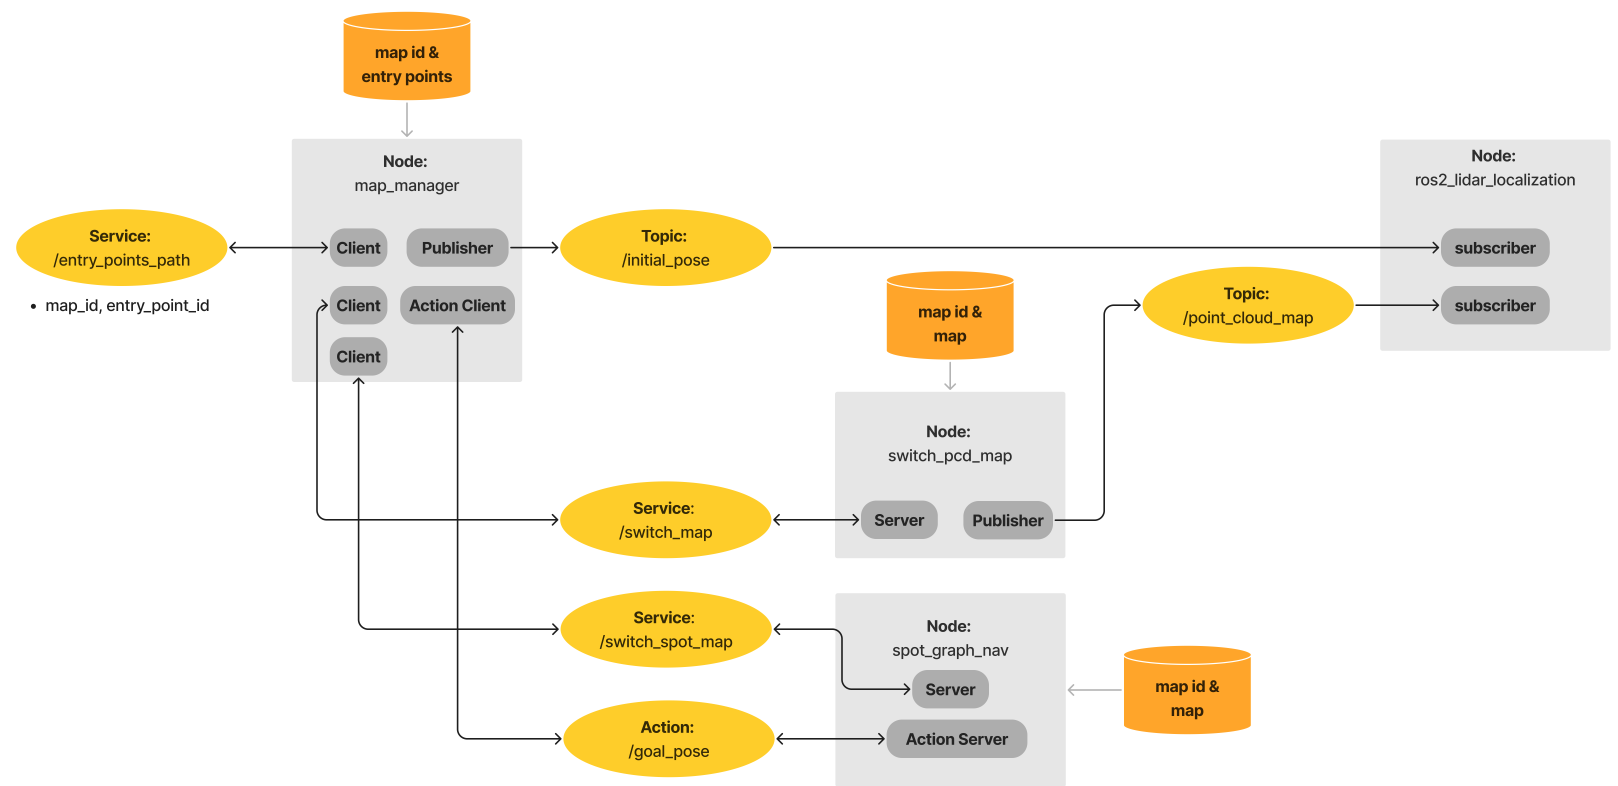 map id &
entry points
Node:
map_manager
Node:
ros2_lidar_localization
Service:
/entry_points_path
Client
Publisher
Topic:
/initial_pose
subscriber
• map_id, entry_point_id
Client
Action Client
map id &
map
Topic:
/point_cloud_map
subscriber
Client
Node:
switch_pcd_map
Service:
/switch_map
Server
Publisher
Service:
/switch_spot_map
Node:
spot_graph_nav
Server
map id &
map
Action:
/goal_pose
Action Server